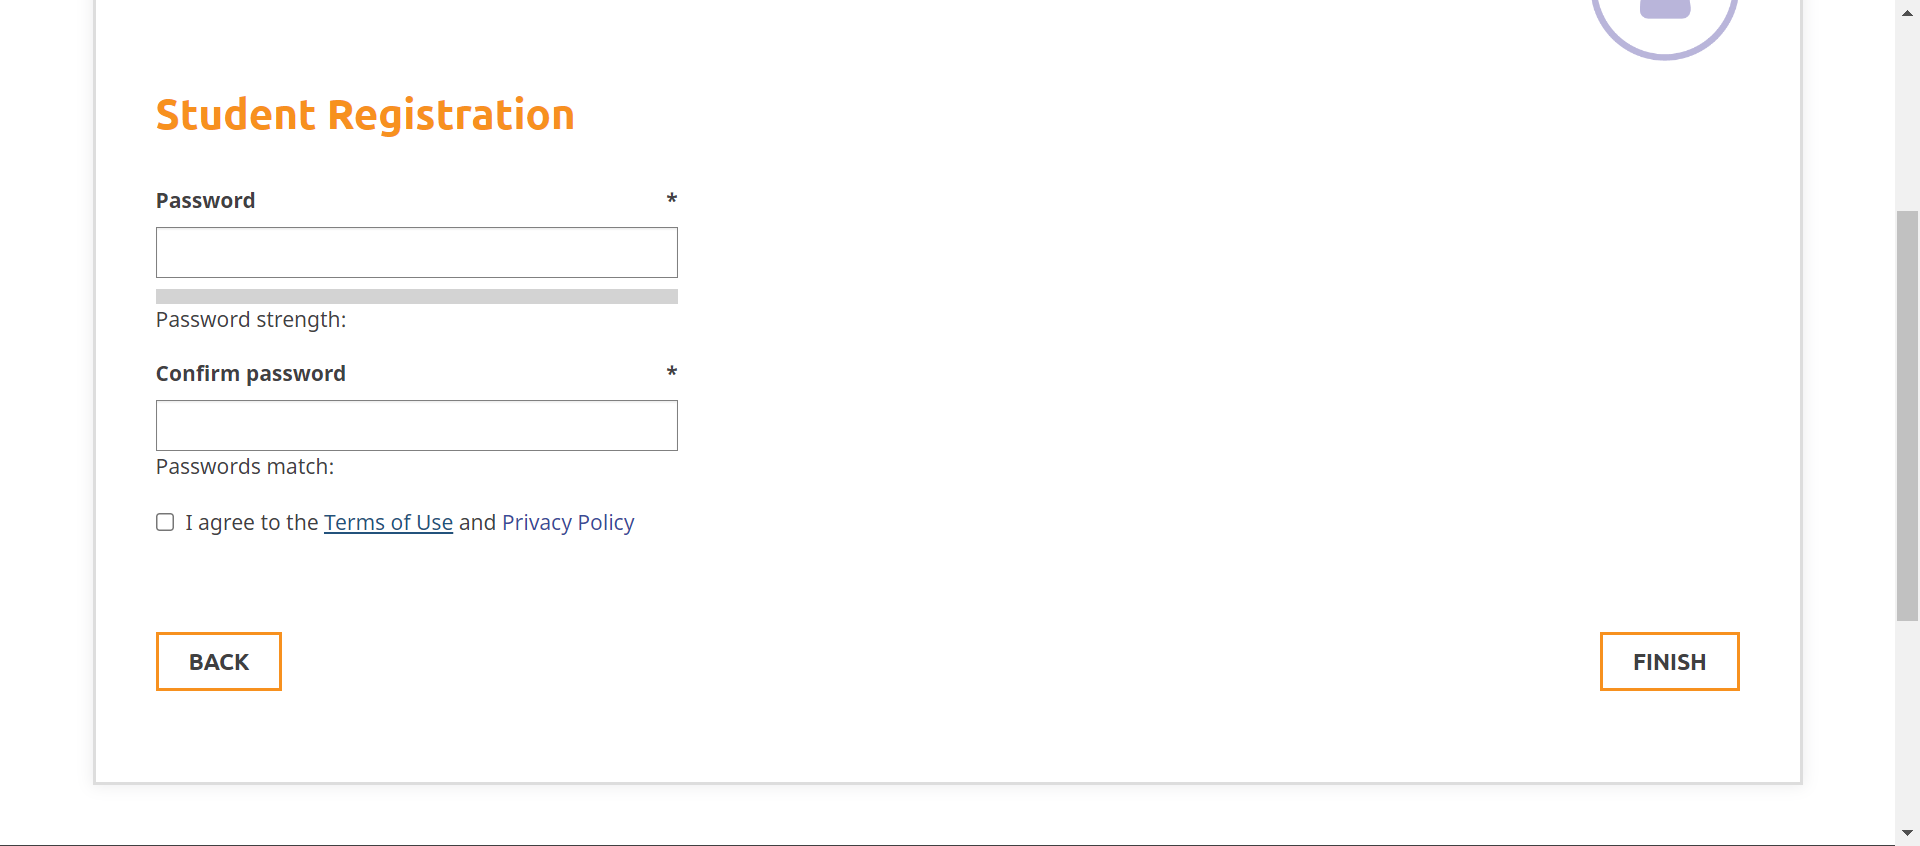 Student Registration
Password *
Password strength:
Confirm password *
Passwords match:
I agree to the Terms of Use and Privacy Policy
BACK
FINISH